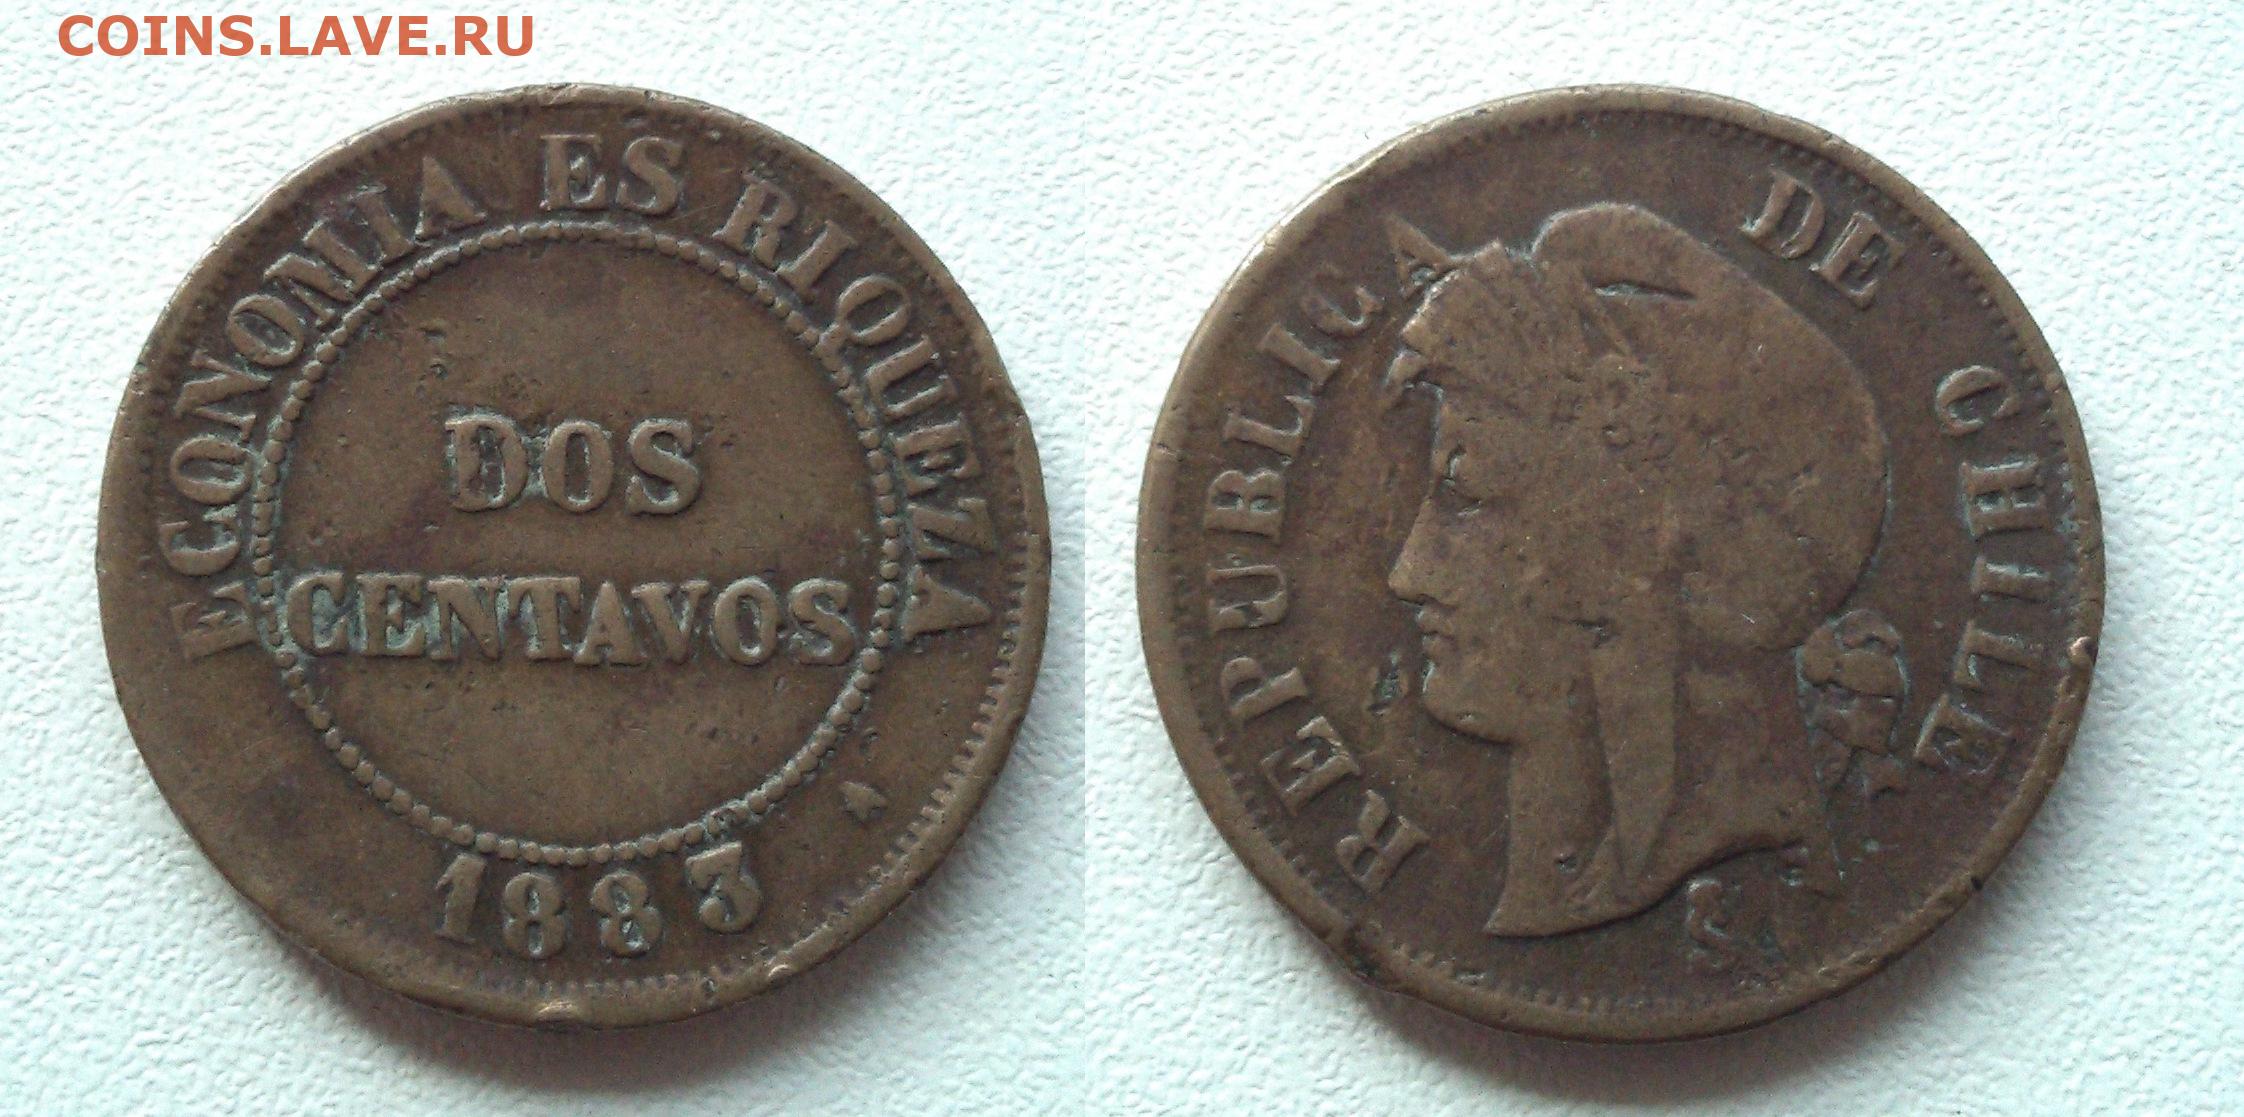 COINS.LAVE.RU
ECONOMIA ES RIQUEZA
DOS
CENTAVOS
1883
REPUBLICA DE CHILE
S